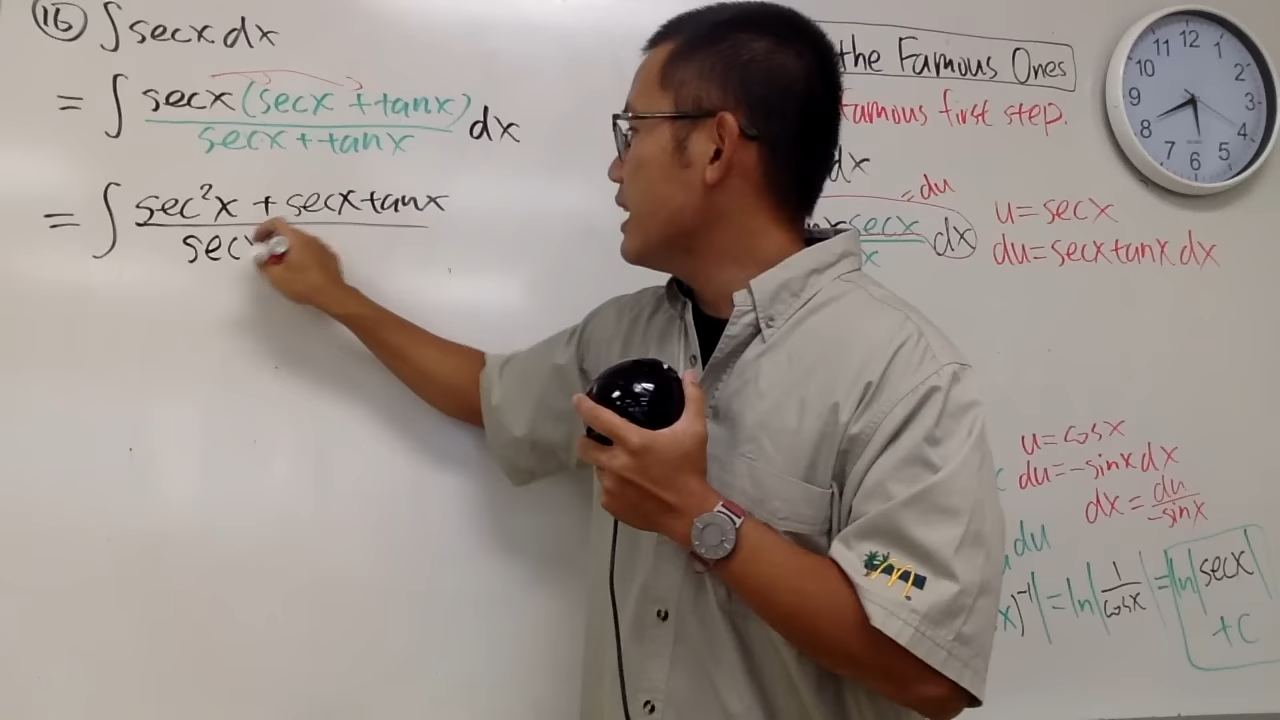 16 ∫ secx dx
= ∫ secx (secx + tanx) / secx + tanx dx
= ∫ sec²x + secx tanx / sec
the Famous Ones
famous first step.
dx
= du
secx dx
x
u = secx
du = secx tanx dx
u = cosx
du = -sinx dx
dx = du / -sinx
du
x)⁻¹| = ln|1/cosx| = ln|secx|
+C
12
1
2
3
4
5
6
7
8
9
10
11